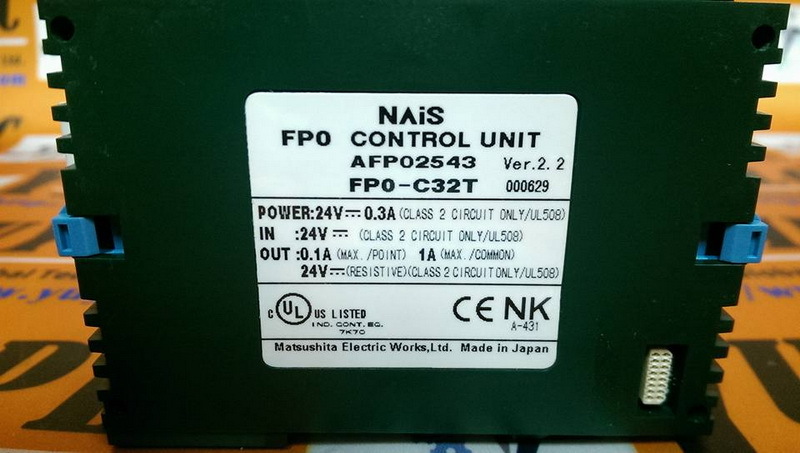 NAiS
FP0 CONTROL UNIT
AFP02543 Ver.2.2
FP0-C32T 000629
POWER:24V⎓0.3A (CLASS 2 CIRCUIT ONLY/UL508)
IN :24V⎓ (CLASS 2 CIRCUIT ONLY/UL508)
OUT :0.1A (MAX./POINT) 1A (MAX./COMMON)
24V⎓(RESISTIVE)(CLASS 2 CIRCUIT ONLY/UL508)
C UL US LISTED
IND. CONT. EQ.
7K70
CE NK
A-431
Matsushita Electric Works,Ltd. Made in Japan